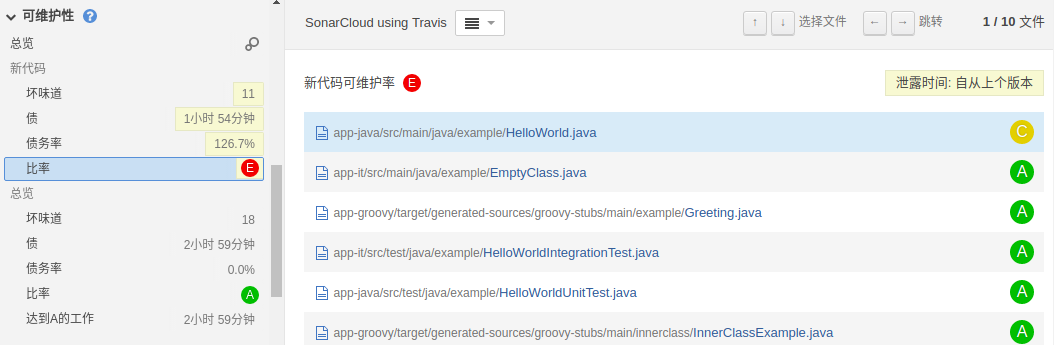 可维护性 ?
总览
新代码
坏味道 11
债 1小时 54分钟
债务率 126.7%
比率 E
总览
坏味道 18
债 2小时 59分钟
债务率 0.0%
比率 A
达到A的工作 2小时 59分钟
SonarCloud using Travis
↑ ↓ 选择文件 ← → 跳转 1 / 10 文件
新代码可维护率 E
泄露时间: 自从上个版本
app-java/src/main/java/example/HelloWorld.java C
app-it/src/main/java/example/EmptyClass.java A
app-groovy/target/generated-sources/groovy-stubs/main/example/Greeting.java A
app-it/src/test/java/example/HelloWorldIntegrationTest.java A
app-java/src/test/java/example/HelloWorldUnitTest.java A
app-groovy/target/generated-sources/groovy-stubs/main/innerclass/InnerClassExample.java A